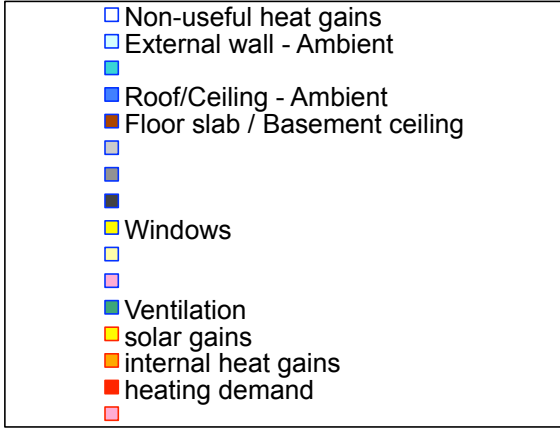 Non-useful heat gains
External wall - Ambient
Roof/Ceiling - Ambient
Floor slab / Basement ceiling
Windows
Ventilation
solar gains
internal heat gains
heating demand